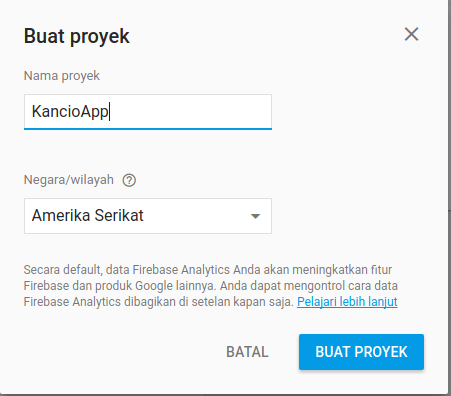 Buat proyek
Nama proyek
KancioApp
Negara/wilayah
Amerika Serikat
Secara default, data Firebase Analytics Anda akan meningkatkan fitur
Firebase dan produk Google lainnya. Anda dapat mengontrol cara data
Firebase Analytics dibagikan di setelan kapan saja. Pelajari lebih lanjut
BATAL
BUAT PROYEK